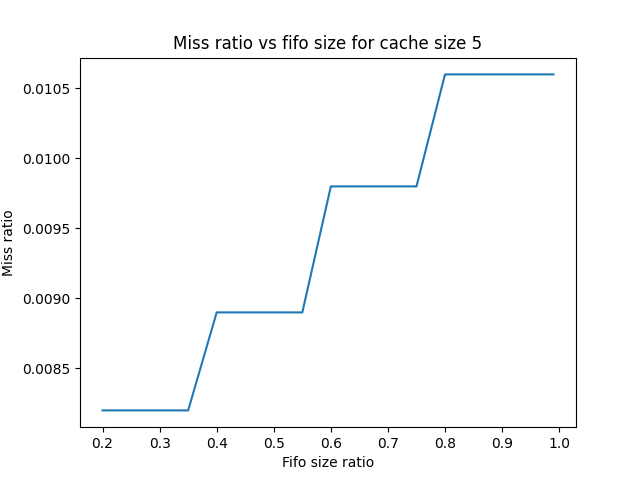 Miss ratio vs fifo size for cache size 5
0.0105
0.0100
0.0095
0.0090
0.0085
Miss ratio
0.2 0.3 0.4 0.5 0.6 0.7 0.8 0.9 1.0
Fifo size ratio